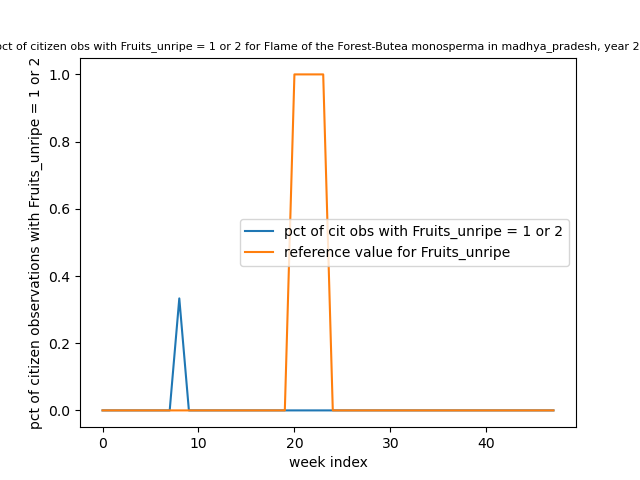 pct of citizen obs with Fruits_unripe = 1 or 2 for Flame of the Forest-Butea monosperma in madhya_pradesh, year 2
pct of citizen observations with Fruits_unripe = 1 or 2
1.0
0.8
0.6
0.4
0.2
0.0
pct of cit obs with Fruits_unripe = 1 or 2
reference value for Fruits_unripe
0 10 20 30 40
week index